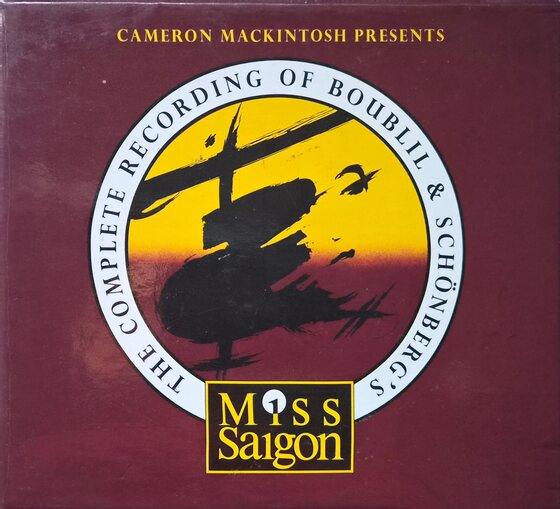 CAMERON MACKINTOSH PRESENTS
THE COMPLETE RECORDING OF BOUBLIL & SCHÖNBERG'S
MISS
Saigon